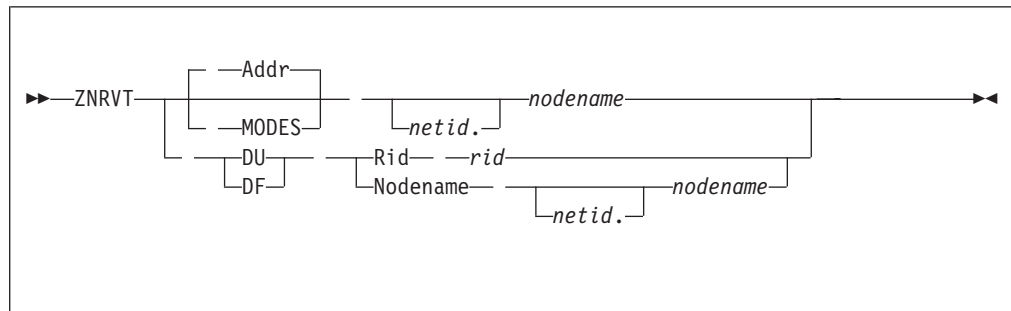 Addr
ZNRVT nodename
MODES netid.
DU Rid rid
DF Nodename nodename
netid.